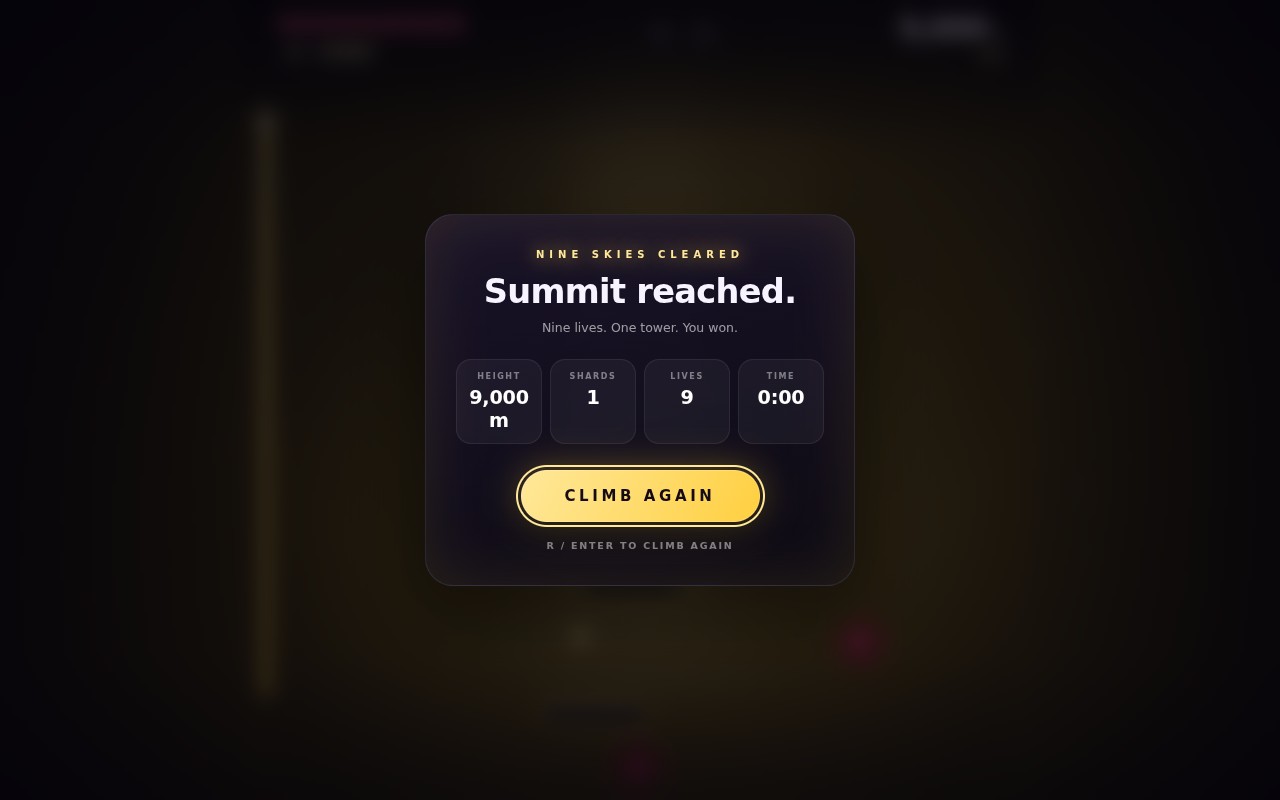 NINE SKIES CLEARED
Summit reached.
Nine lives. One tower. You won.
HEIGHT
9,000
m
SHARDS
1
LIVES
9
TIME
0:00
CLIMB AGAIN
R / ENTER TO CLIMB AGAIN